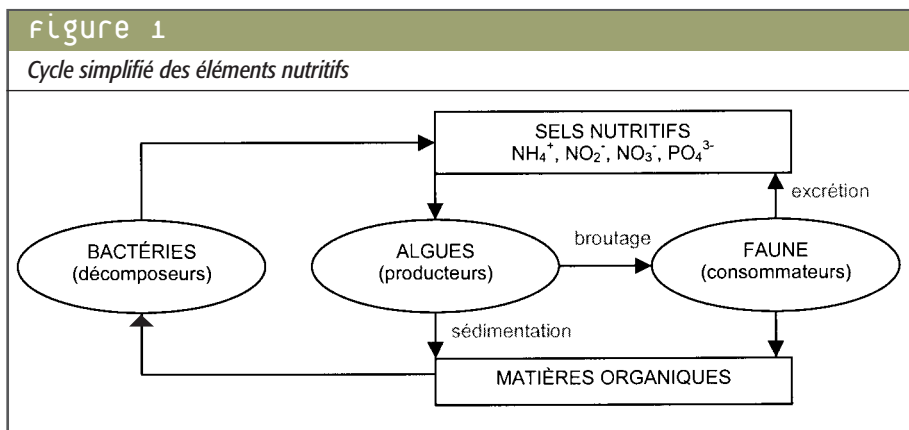 Figure 1
Cycle simplifié des éléments nutritifs
SELS NUTRITIFS
NH₄⁺, NO₂⁻, NO₃⁻, PO₄³⁻
excrétion
BACTÉRIES
(décomposeurs)
ALGUES
(producteurs)
broutage
FAUNE
(consommateurs)
sédimentation
MATIÈRES ORGANIQUES